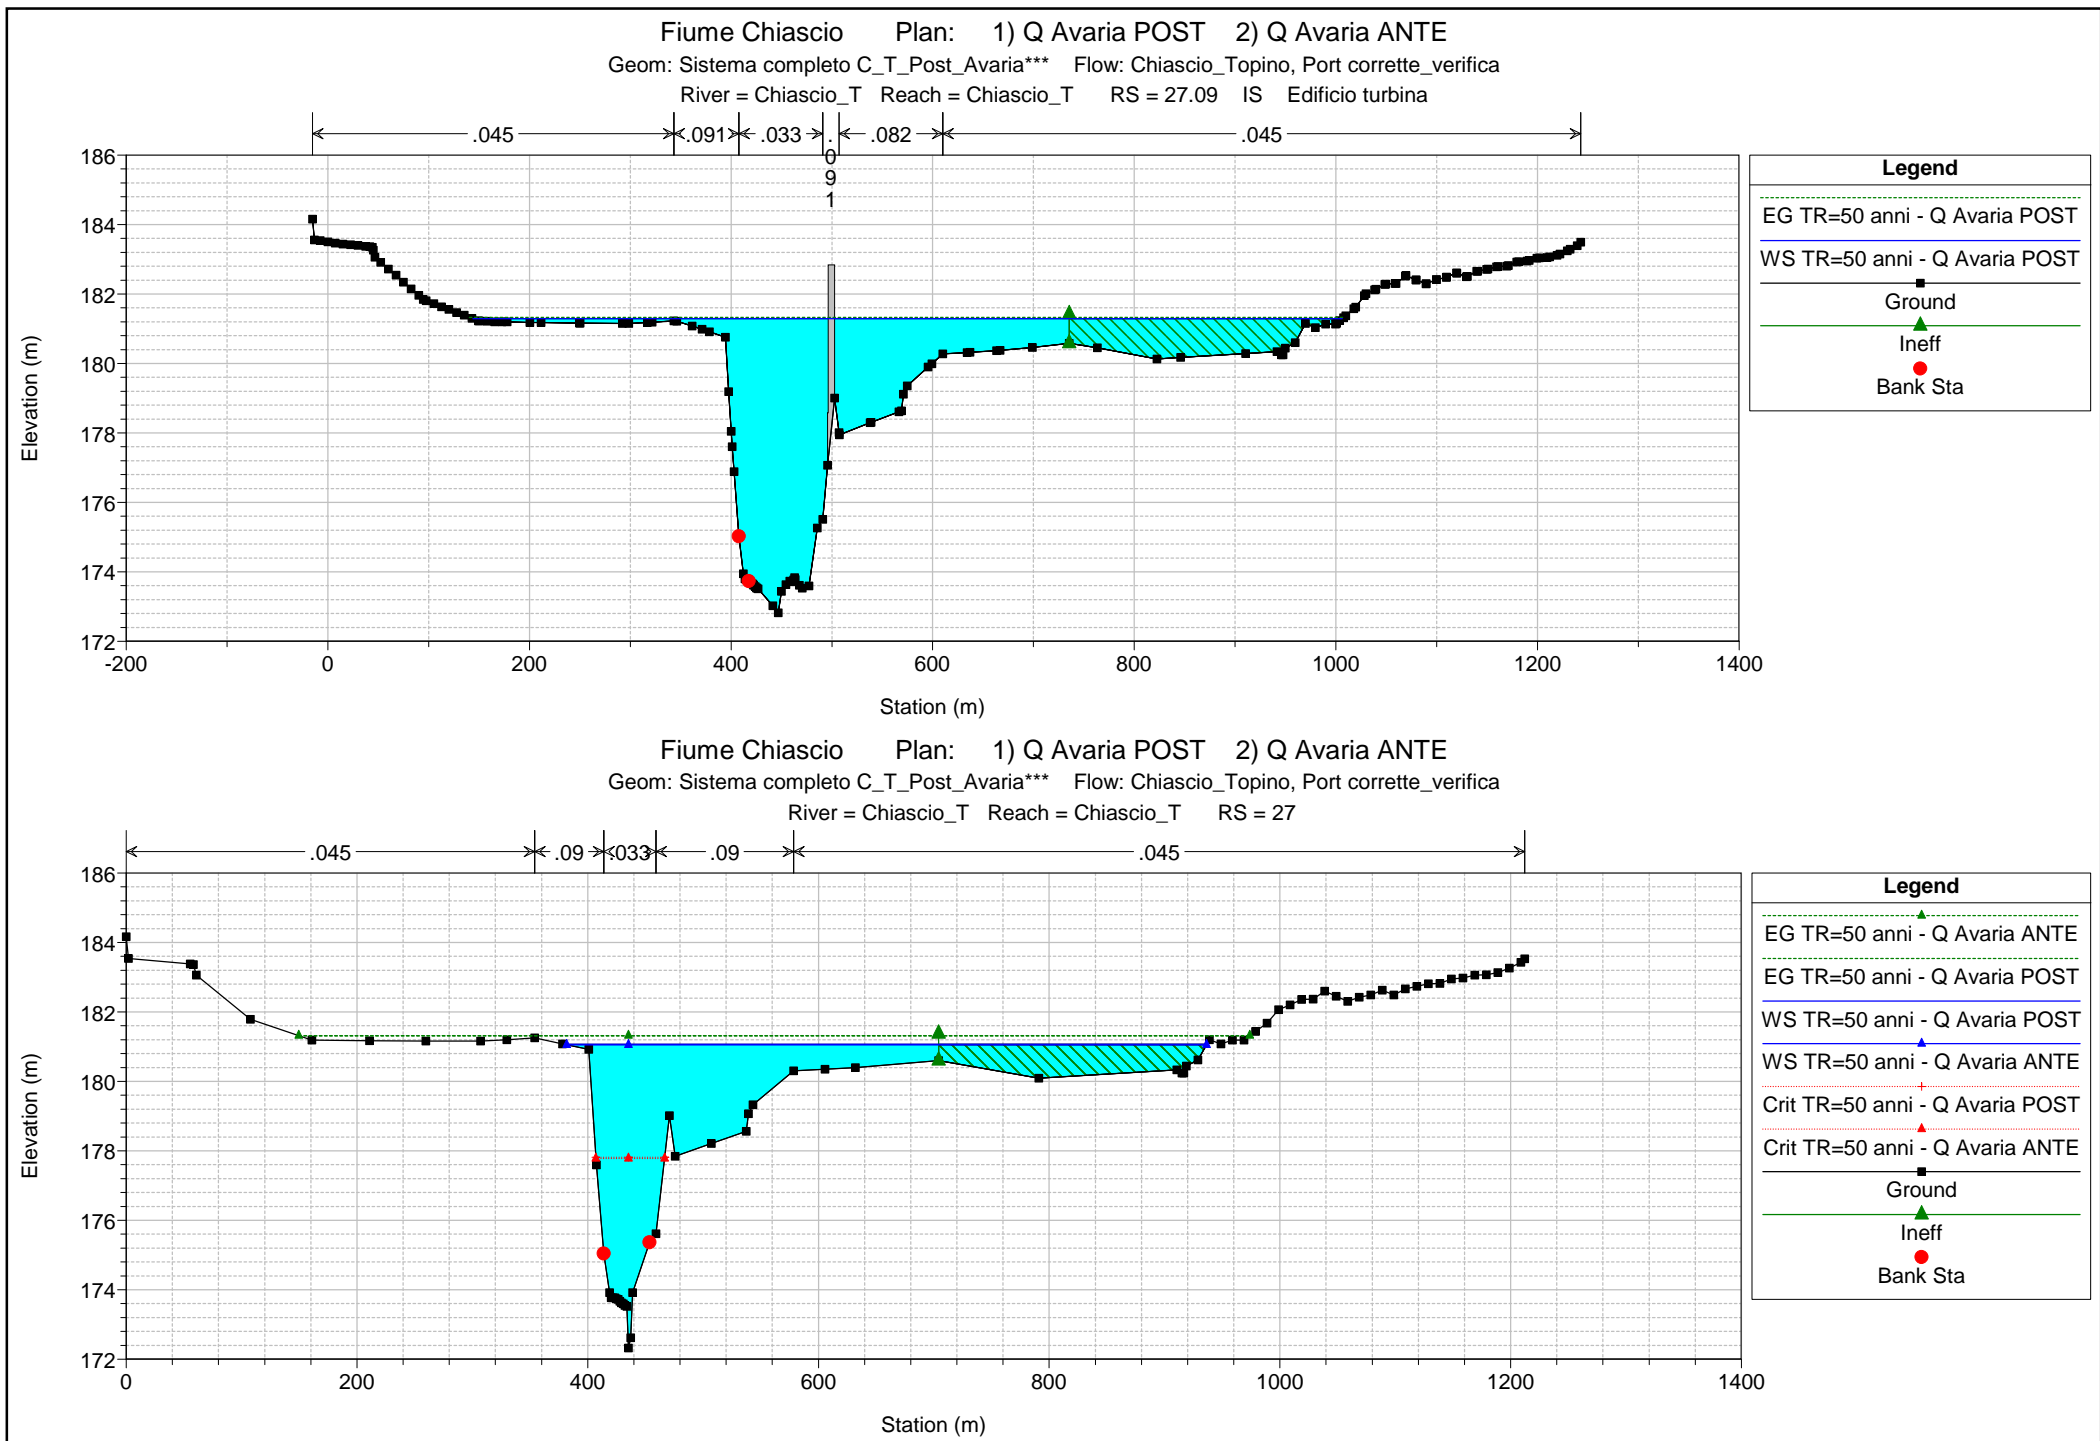 Fiume Chiascio Plan: 1) Q Avaria POST 2) Q Avaria ANTE
Geom: Sistema completo C_T_Post_Avaria*** Flow: Chiascio_Topino, Port corrette_verifica
River = Chiascio_T Reach = Chiascio_T RS = 27.09 IS Edificio turbina
.045 .091 .033 .091 .082 .045
186
184
182
180
178
176
174
172
Elevation (m)
-200 0 200 400 600 800 1000 1200 1400
Station (m)
Legend
EG TR=50 anni - Q Avaria POST
WS TR=50 anni - Q Avaria POST
Ground
Ineff
Bank Sta
Fiume Chiascio Plan: 1) Q Avaria POST 2) Q Avaria ANTE
Geom: Sistema completo C_T_Post_Avaria*** Flow: Chiascio_Topino, Port corrette_verifica
River = Chiascio_T Reach = Chiascio_T RS = 27
.045 .09 .033 .09 .045
186
184
182
180
178
176
174
172
Elevation (m)
0 200 400 600 800 1000 1200 1400
Station (m)
Legend
EG TR=50 anni - Q Avaria ANTE
EG TR=50 anni - Q Avaria POST
WS TR=50 anni - Q Avaria POST
WS TR=50 anni - Q Avaria ANTE
Crit TR=50 anni - Q Avaria POST
Crit TR=50 anni - Q Avaria ANTE
Ground
Ineff
Bank Sta